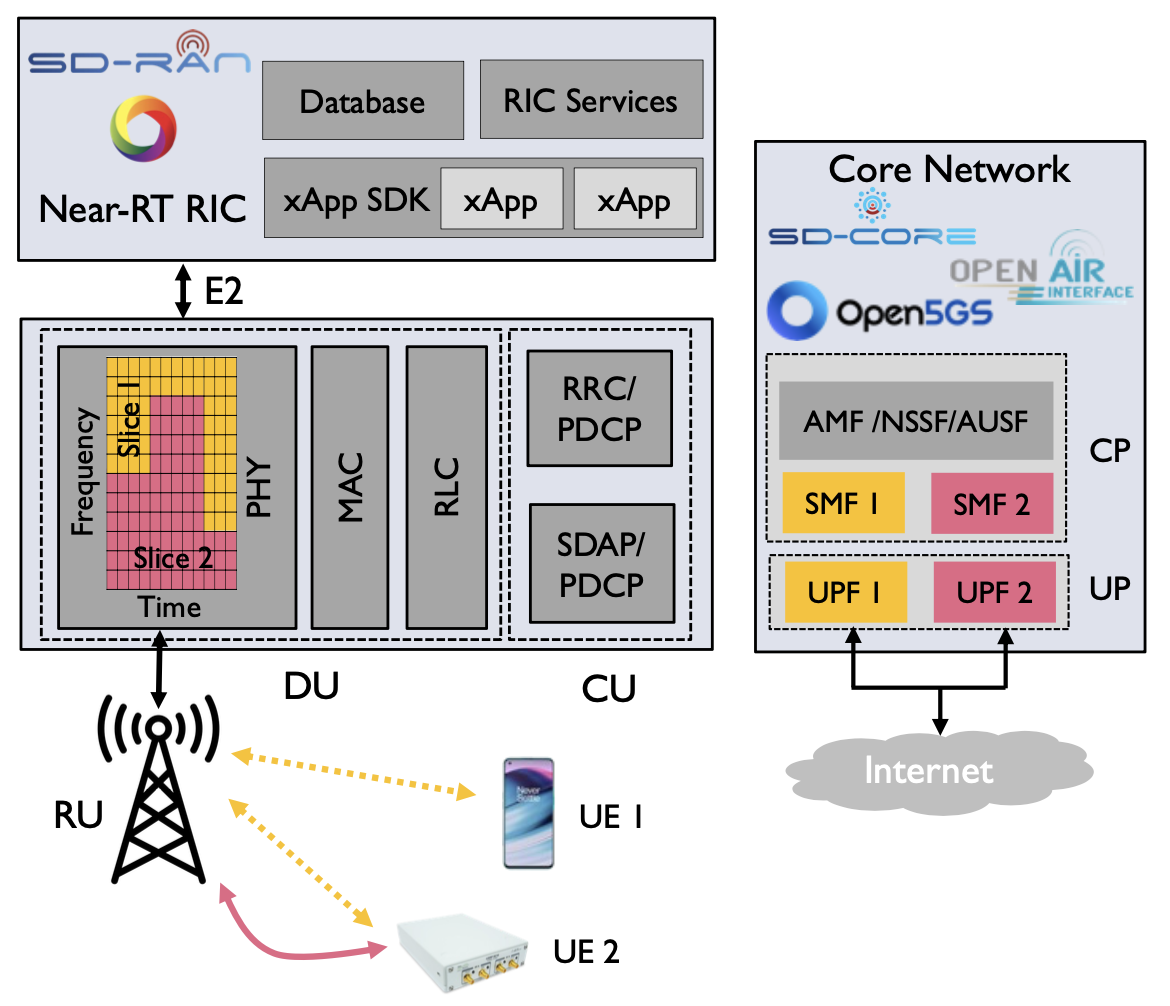 SD-RAN
Near-RT RIC
Database
RIC Services
xApp SDK
xApp
xApp
E2
Frequency
Slice 1
Slice 2
Time
PHY
MAC
RLC
RRC/
PDCP
SDAP/
PDCP
DU
CU
RU
UE 1
UE 2
Never
Core Network
SD-CORE
OPEN AIR
INTERFACE
Open5GS
AMF /NSSF/AUSF
SMF 1
SMF 2
CP
UPF 1
UPF 2
UP
Internet